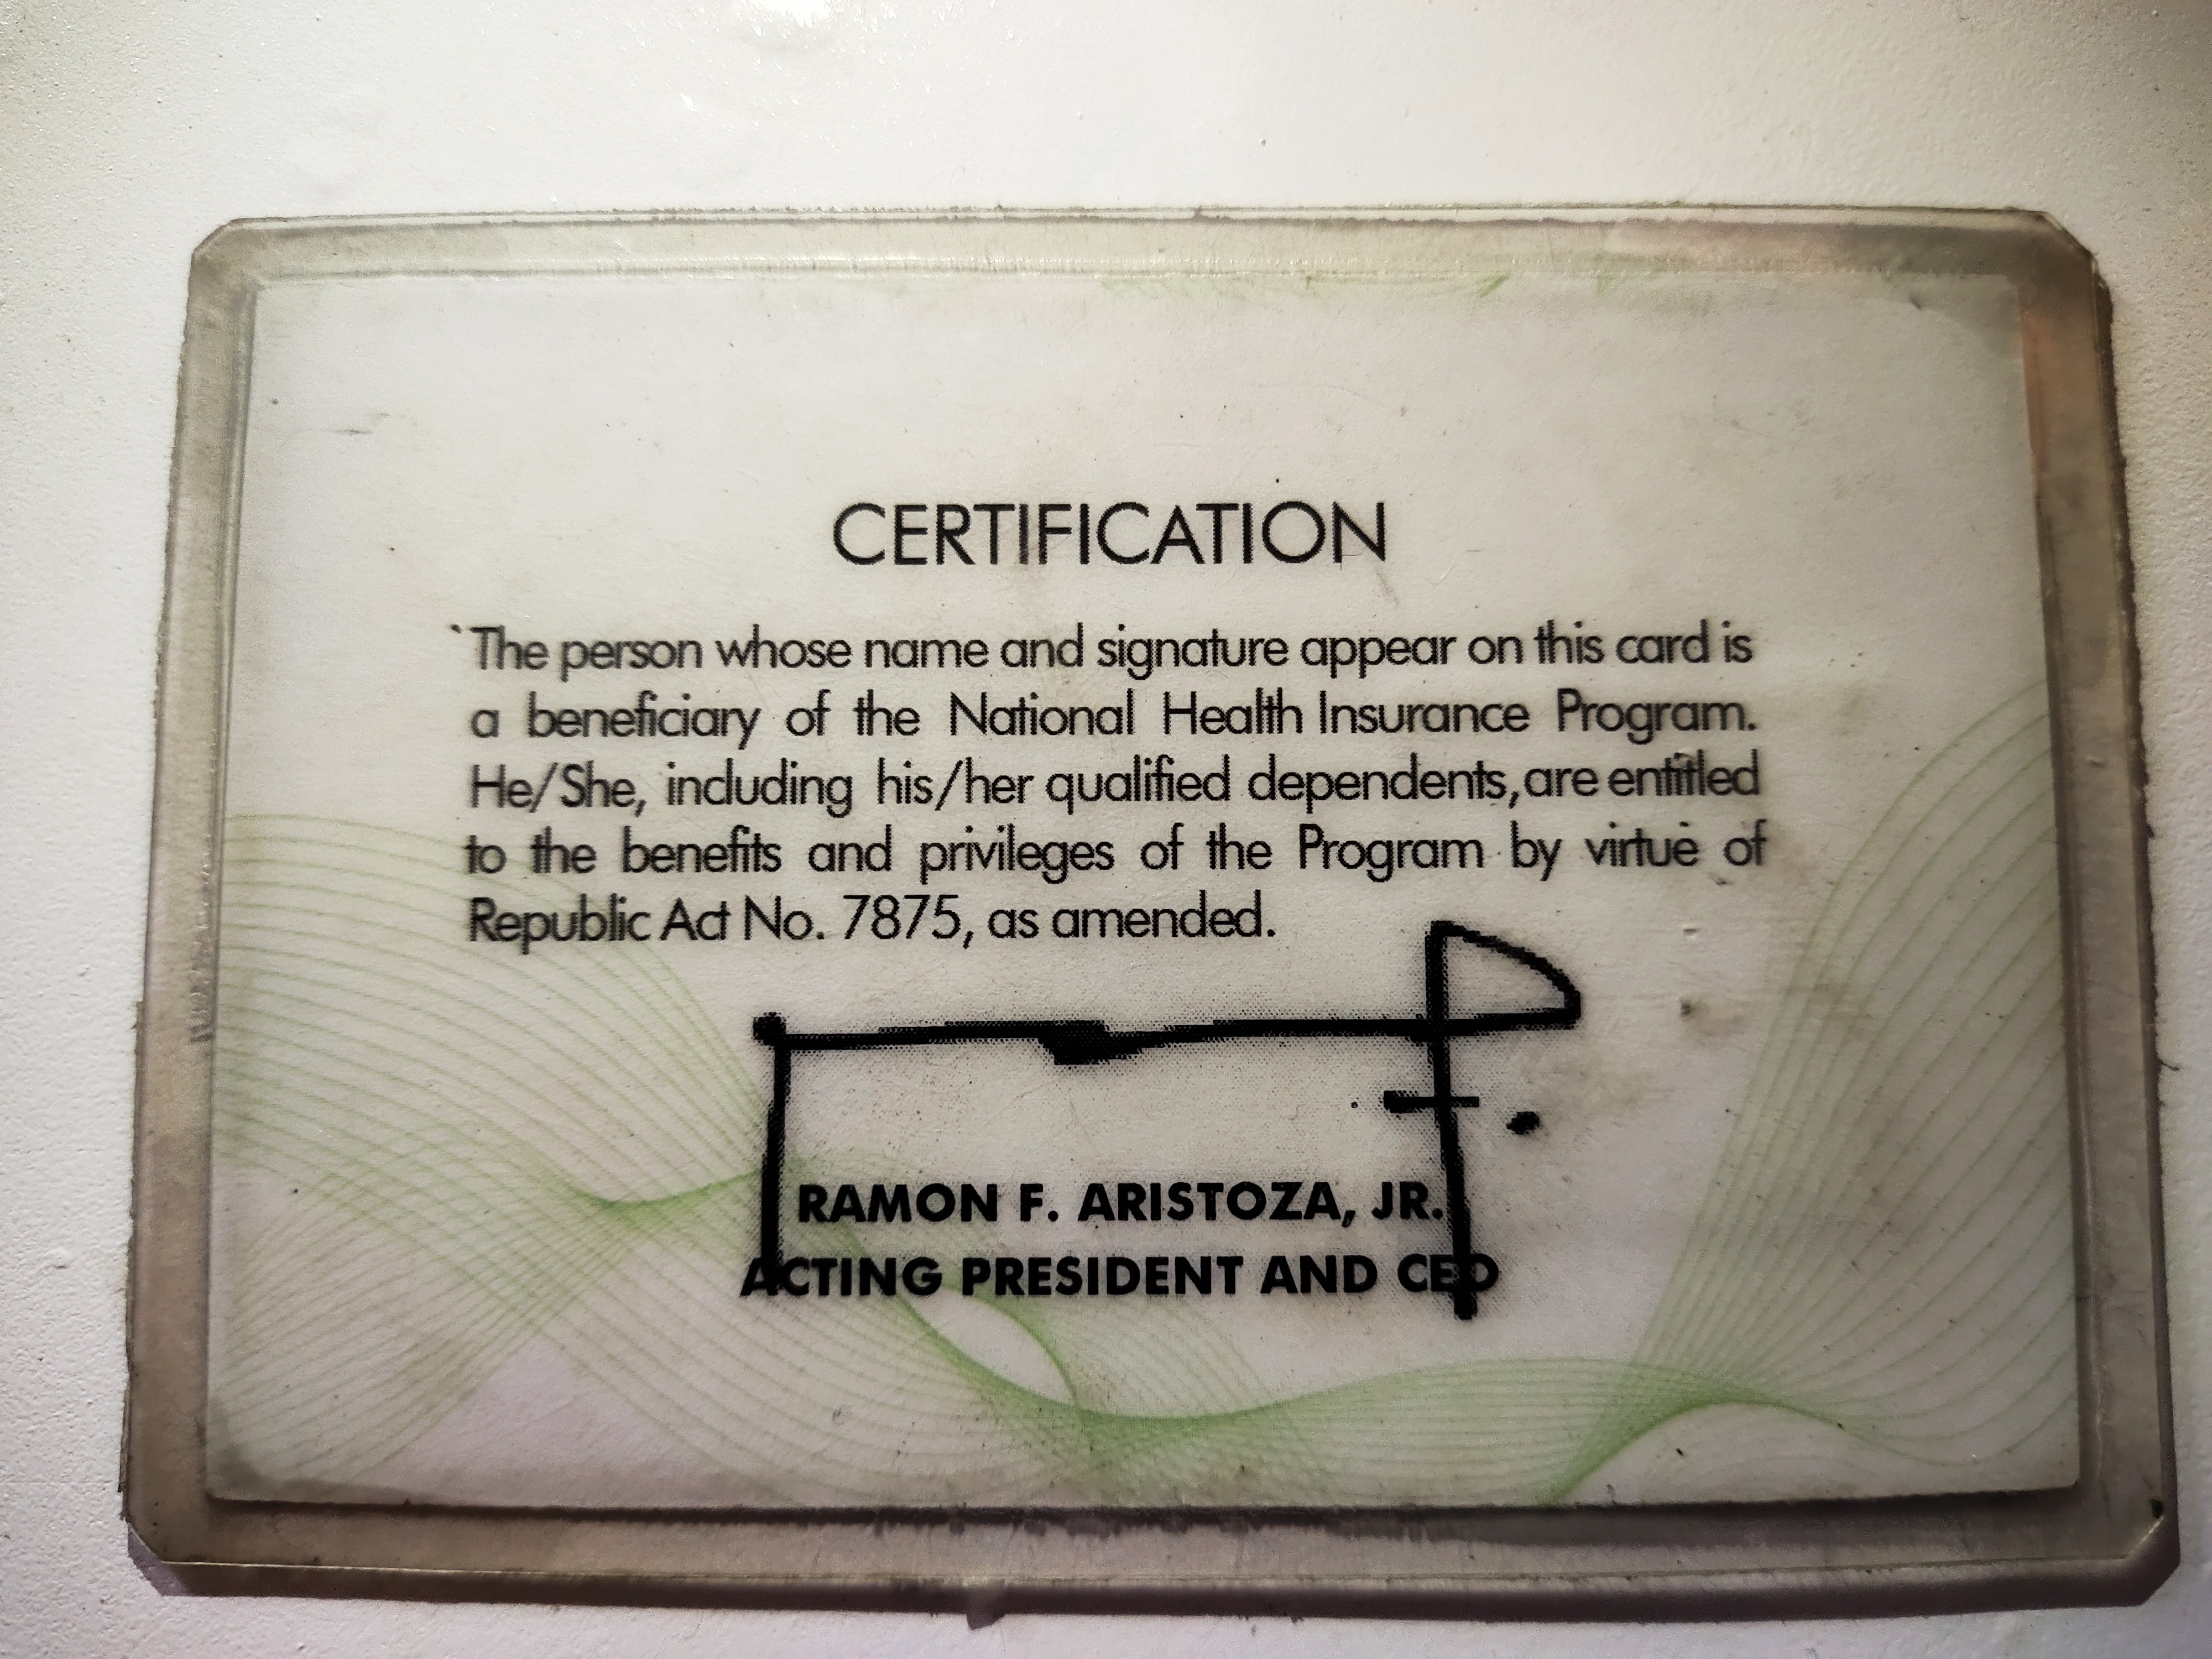 CERTIFICATION
`The person whose name and signature appear on this card is
a beneficiary of the National Health Insurance Program.
He/She, including his/her qualified dependents, are entitled
to the benefits and privileges of the Program by virtue of
Republic Act No. 7875, as amended.
RAMON F. ARISTOZA, JR.
ACTING PRESIDENT AND CEO